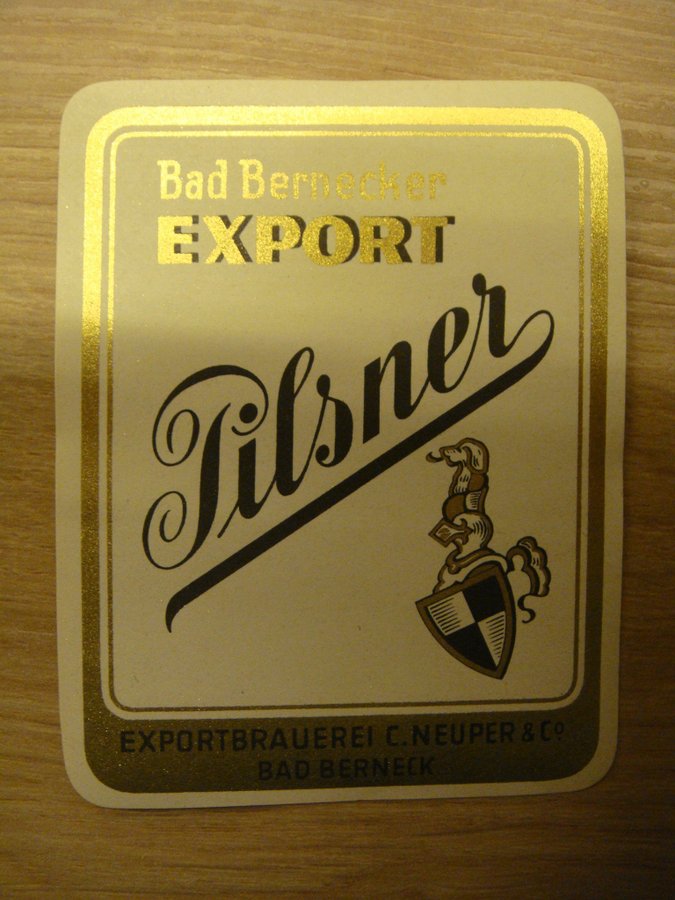 Bad Bernecker
EXPORT
Pilsner
EXPORTBRAUEREI C. NEUPER & Co
BAD BERNECK